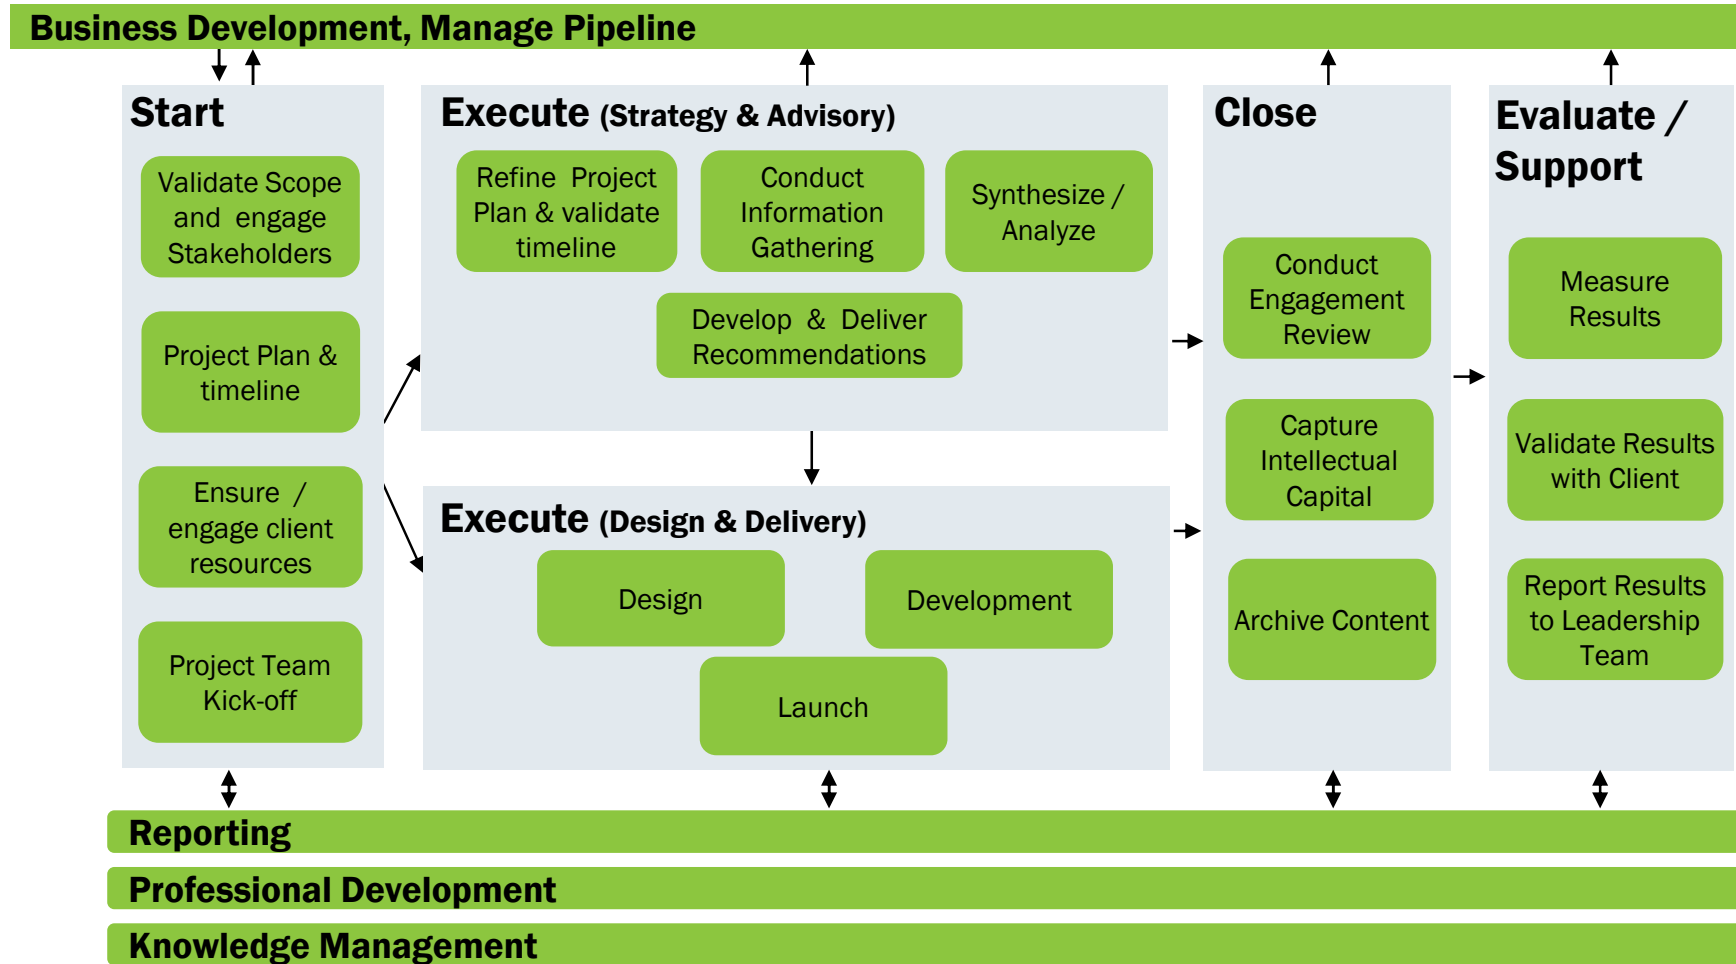 Business Development, Manage Pipeline
Start
Validate Scope
and engage
Stakeholders
Project Plan &
timeline
Ensure /
engage client
resources
Project Team
Kick-off
Execute (Strategy & Advisory)
Refine Project
Plan & validate
timeline
Conduct
Information
Gathering
Synthesize /
Analyze
Develop & Deliver
Recommendations
Execute (Design & Delivery)
Design
Development
Launch
Close
Conduct
Engagement
Review
Capture
Intellectual
Capital
Archive Content
Evaluate /
Support
Measure
Results
Validate Results
with Client
Report Results
to Leadership
Team
Reporting
Professional Development
Knowledge Management